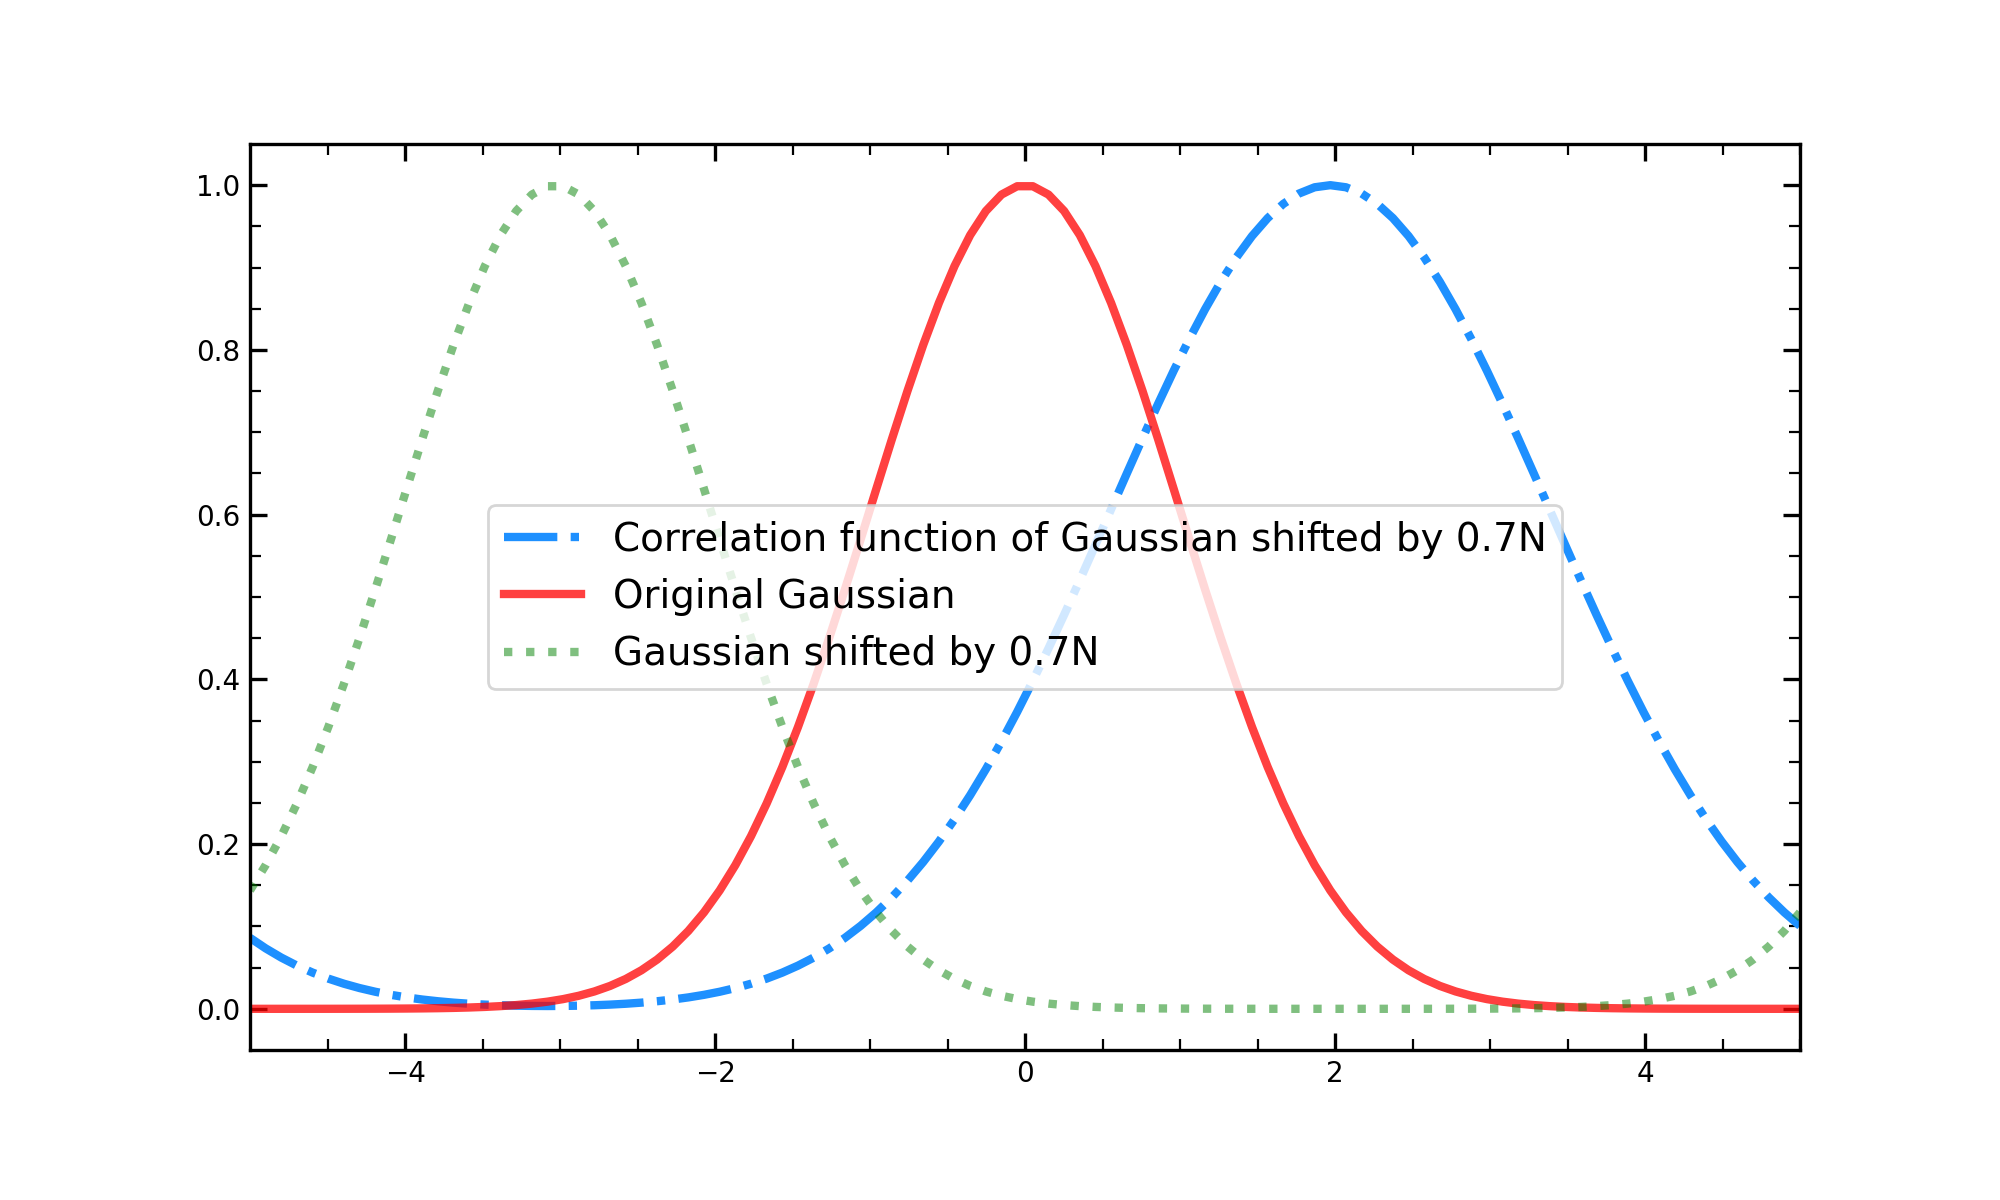 1.0
0.8
0.6
0.4
0.2
0.0
Correlation function of Gaussian shifted by 0.7N
Original Gaussian
Gaussian shifted by 0.7N
−4 −2 0 2 4